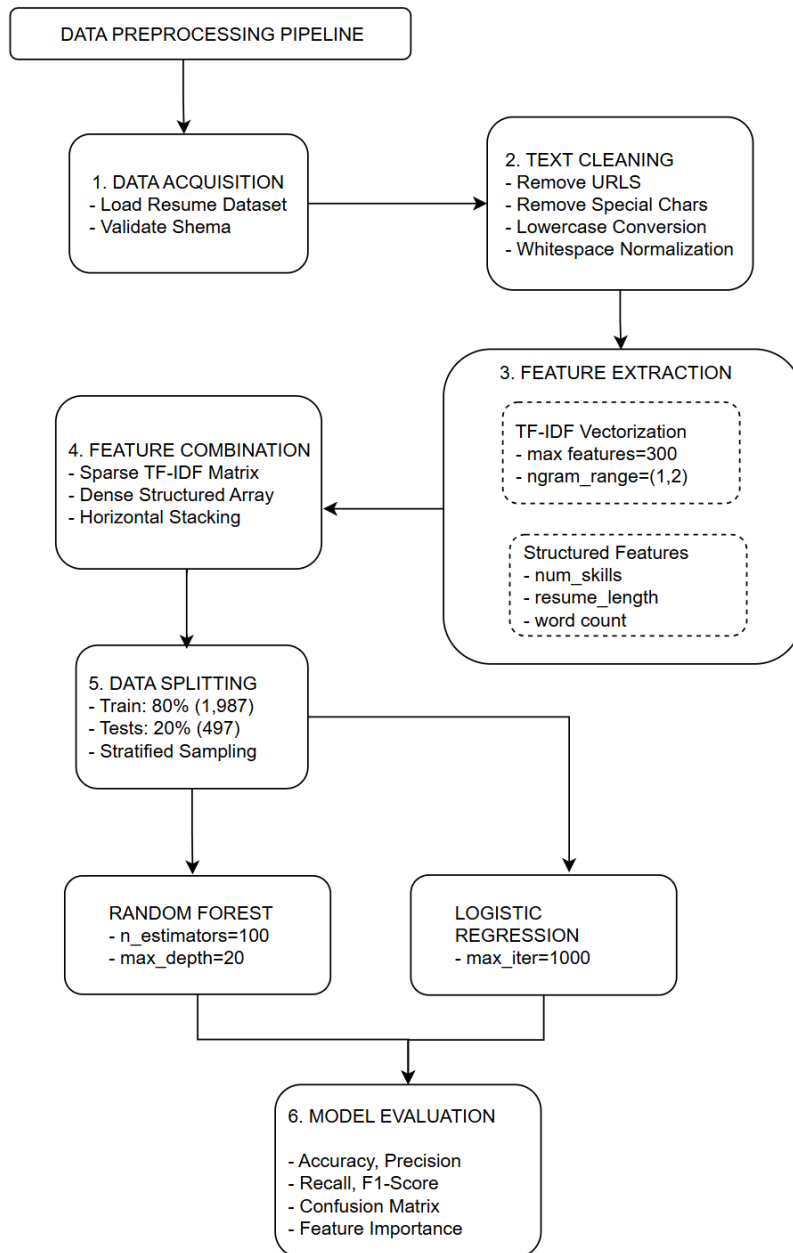 DATA PREPROCESSING PIPELINE
1. DATA ACQUISITION
- Load Resume Dataset
- Validate Shema
2. TEXT CLEANING
- Remove URLS
- Remove Special Chars
- Lowercase Conversion
- Whitespace Normalization
3. FEATURE EXTRACTION
TF-IDF Vectorization
- max features=300
- ngram_range=(1,2)
Structured Features
- num_skills
- resume_length
- word count
4. FEATURE COMBINATION
- Sparse TF-IDF Matrix
- Dense Structured Array
- Horizontal Stacking
5. DATA SPLITTING
- Train: 80% (1,987)
- Tests: 20% (497)
- Stratified Sampling
RANDOM FOREST
- n_estimators=100
- max_depth=20
LOGISTIC
REGRESSION
- max_iter=1000
6. MODEL EVALUATION
- Accuracy, Precision
- Recall, F1-Score
- Confusion Matrix
- Feature Importance